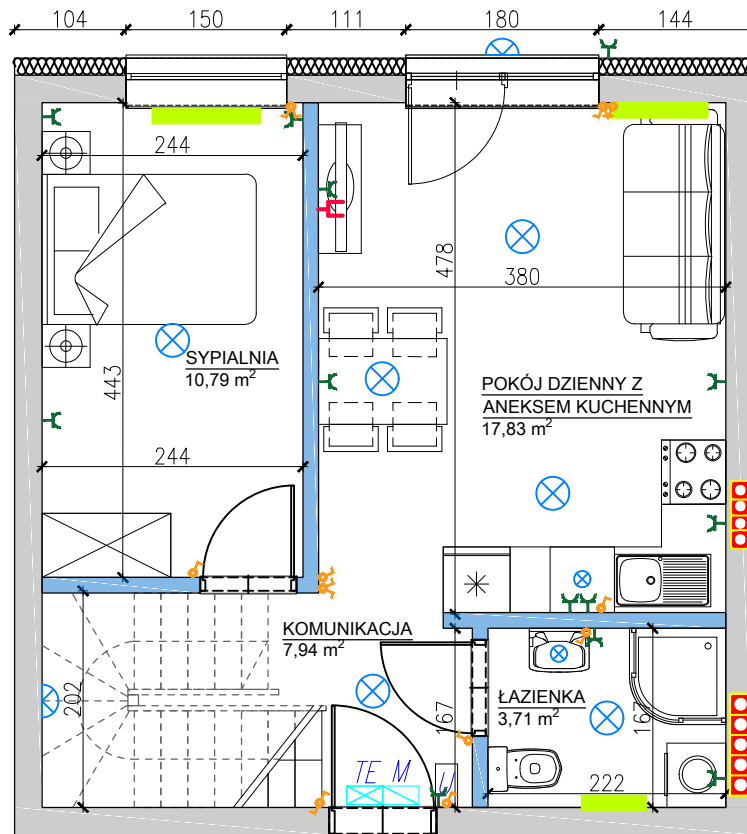 104 150 111 180 144
244
478
380
SYPIALNIA
10,79 m²
443
POKÓJ DZIENNY Z
ANEKSEM KUCHENNYM
17,83 m²
244
KOMUNIKACJA
7,94 m²
202
ŁAZIENKA
3,71 m²
167
167
TE M U
222